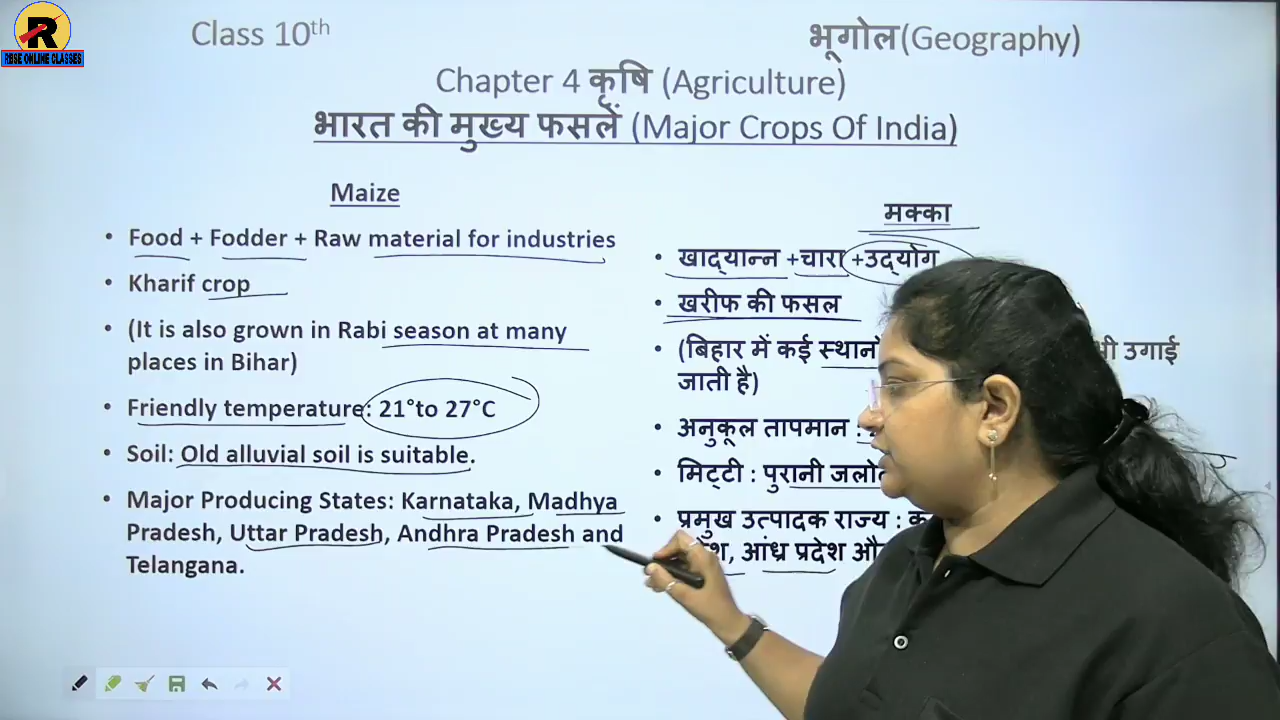 R
RBSE ONLINE CLASSES
Class 10th
भूगोल(Geography)
Chapter 4 कृषि (Agriculture)
भारत की मुख्य फसलें (Major Crops Of India)
Maize
• Food + Fodder + Raw material for industries
• Kharif crop
• (It is also grown in Rabi season at many
places in Bihar)
• Friendly temperature: 21°to 27°C
• Soil: Old alluvial soil is suitable.
• Major Producing States: Karnataka, Madhya
Pradesh, Uttar Pradesh, Andhra Pradesh and
Telangana.
मक्का
• खाद्यान्न +चारा +उद्योग
• खरीफ की फसल
• (बिहार में कई उगाई
जाती है)
• अनुकूल तापमान :
• मिट्टी : पुरानी
• प्रमुख उत्पादक राज्य :
आंध्र प्रदेश